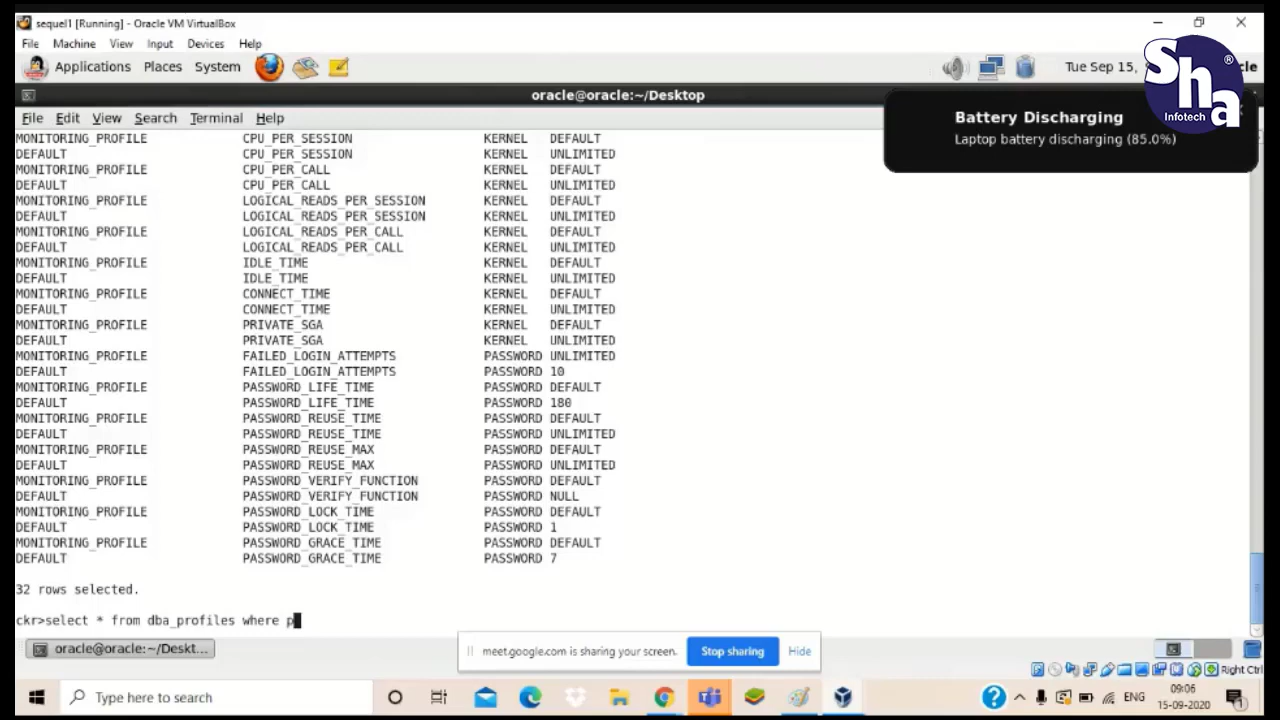 sequel1 [Running] - Oracle VM VirtualBox
File Machine View Input Devices Help
Applications Places System
Tue Sep 15,
Sha
®
Infotech
oracle@oracle:~/Desktop
File Edit View Search Terminal Help
Battery Discharging
Laptop battery discharging (85.0%)
MONITORING_PROFILE CPU_PER_SESSION KERNEL DEFAULT
DEFAULT CPU_PER_SESSION KERNEL UNLIMITED
MONITORING_PROFILE CPU_PER_CALL KERNEL DEFAULT
DEFAULT CPU_PER_CALL KERNEL UNLIMITED
MONITORING_PROFILE LOGICAL_READS_PER_SESSION KERNEL DEFAULT
DEFAULT LOGICAL_READS_PER_SESSION KERNEL UNLIMITED
MONITORING_PROFILE LOGICAL_READS_PER_CALL KERNEL DEFAULT
DEFAULT LOGICAL_READS_PER_CALL KERNEL UNLIMITED
MONITORING_PROFILE IDLE_TIME KERNEL DEFAULT
DEFAULT IDLE_TIME KERNEL UNLIMITED
MONITORING_PROFILE CONNECT_TIME KERNEL DEFAULT
DEFAULT CONNECT_TIME KERNEL UNLIMITED
MONITORING_PROFILE PRIVATE_SGA KERNEL DEFAULT
DEFAULT PRIVATE_SGA KERNEL UNLIMITED
MONITORING_PROFILE FAILED_LOGIN_ATTEMPTS PASSWORD UNLIMITED
DEFAULT FAILED_LOGIN_ATTEMPTS PASSWORD 10
MONITORING_PROFILE PASSWORD_LIFE_TIME PASSWORD DEFAULT
DEFAULT PASSWORD_LIFE_TIME PASSWORD 180
MONITORING_PROFILE PASSWORD_REUSE_TIME PASSWORD DEFAULT
DEFAULT PASSWORD_REUSE_TIME PASSWORD UNLIMITED
MONITORING_PROFILE PASSWORD_REUSE_MAX PASSWORD DEFAULT
DEFAULT PASSWORD_REUSE_MAX PASSWORD UNLIMITED
MONITORING_PROFILE PASSWORD_VERIFY_FUNCTION PASSWORD DEFAULT
DEFAULT PASSWORD_VERIFY_FUNCTION PASSWORD NULL
MONITORING_PROFILE PASSWORD_LOCK_TIME PASSWORD DEFAULT
DEFAULT PASSWORD_LOCK_TIME PASSWORD 1
MONITORING_PROFILE PASSWORD_GRACE_TIME PASSWORD DEFAULT
DEFAULT PASSWORD_GRACE_TIME PASSWORD 7
32 rows selected.
ckr>select * from dba_profiles where p
oracle@oracle:~/Deskt...
meet.google.com is sharing your screen. Stop sharing Hide
Right Ctrl
Type here to search
ENG
09:06
15-09-2020